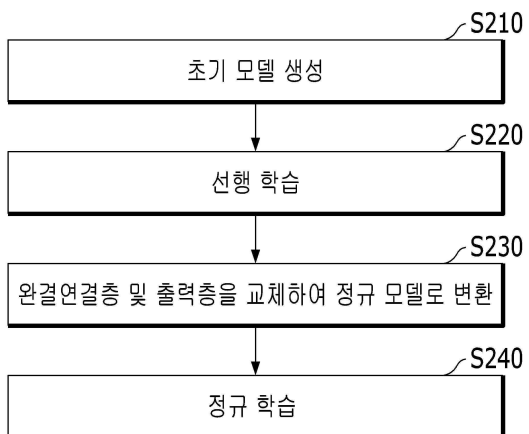 S210
초기 모델 생성
S220
선행 학습
S230
완결연결층 및 출력층을 교체하여 정규 모델로 변환
S240
정규 학습